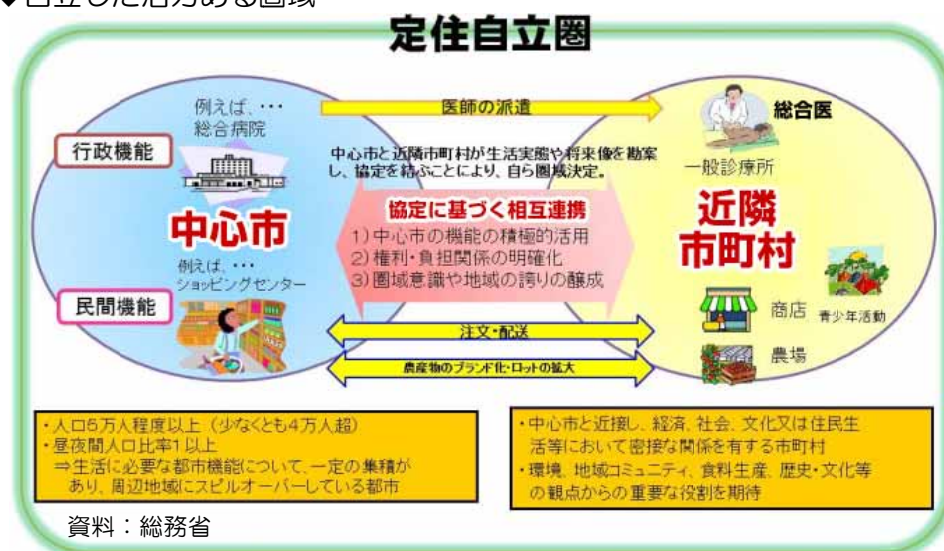 ◆自立した活力ある圏域
定住自立圏
例えば、・・・
総合病院
行政機能
中心市
例えば、・・・
ショッピングセンター
民間機能
医師の派遣
中心市と近隣市町村が生活実態や将来像を勘案
し、協定を結ぶことにより、自ら圏域決定。
協定に基づく相互連携
1)中心市の機能の積極的活用
2)権利・負担関係の明確化
3)圏域意識や地域の誇りの醸成
注文・配送
農産物のブランド化・ロットの拡大
総合医
一般診療所
近隣
市町村
商店
青少年活動
農場
・人口5万人程度以上（少なくとも4万人超）
・昼夜間人口比率1以上
⇒生活に必要な都市機能について、一定の集積が
あり、周辺地域にスピルオーバーしている都市
・中心市と近接し、経済、社会、文化又は住民生
活等において密接な関係を有する市町村
・環境、地域コミュニティ、食料生産、歴史・文化等
の観点からの重要な役割を期待
資料：総務省